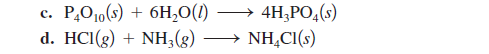 c. P₄O₁₀(s) + 6H₂O(l) ⟶ 4H₃PO₄(s)
d. HCl(g) + NH₃(g) ⟶ NH₄Cl(s)